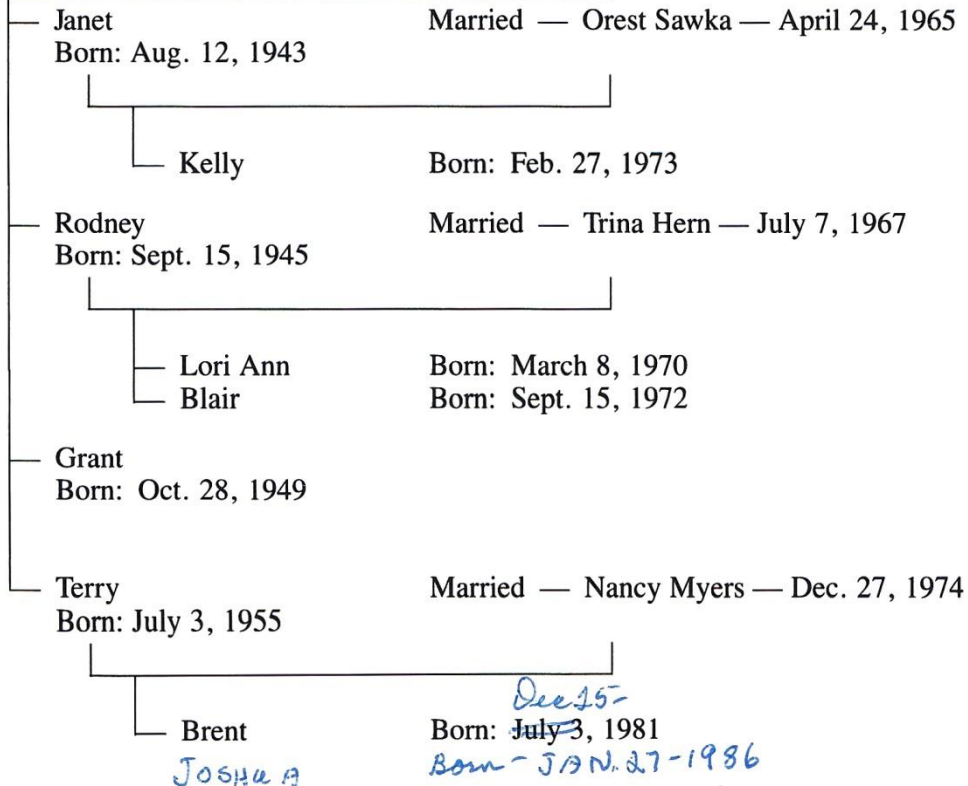 Janet Married — Orest Sawka — April 24, 1965
Born: Aug. 12, 1943
Kelly Born: Feb. 27, 1973
Rodney Married — Trina Hern — July 7, 1967
Born: Sept. 15, 1945
Lori Ann Born: March 8, 1970
Blair Born: Sept. 15, 1972
Grant
Born: Oct. 28, 1949
Terry Married — Nancy Myers — Dec. 27, 1974
Born: July 3, 1955
Dec 15-
Brent Born: July 3, 1981
JOSHUA Born - JAN. 27-1986